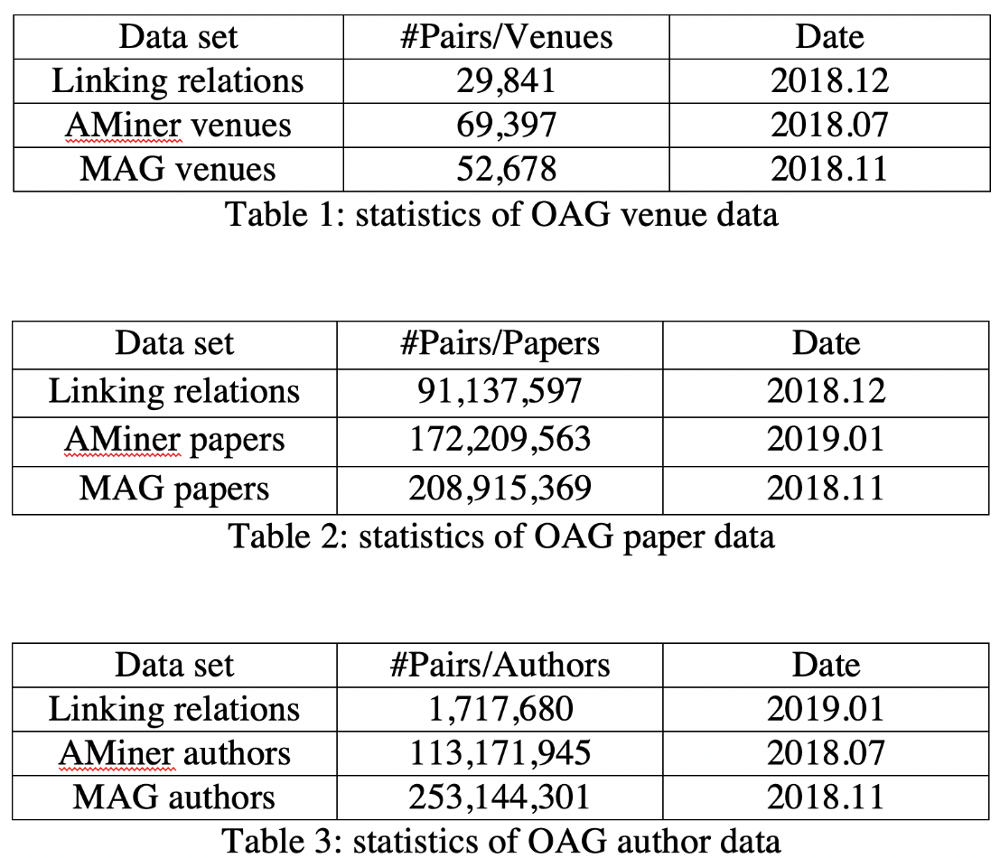 Data set #Pairs/Venues Date
Linking relations 29,841 2018.12
AMiner venues 69,397 2018.07
MAG venues 52,678 2018.11
Table 1: statistics of OAG venue data
Data set #Pairs/Papers Date
Linking relations 91,137,597 2018.12
AMiner papers 172,209,563 2019.01
MAG papers 208,915,369 2018.11
Table 2: statistics of OAG paper data
Data set #Pairs/Authors Date
Linking relations 1,717,680 2019.01
AMiner authors 113,171,945 2018.07
MAG authors 253,144,301 2018.11
Table 3: statistics of OAG author data